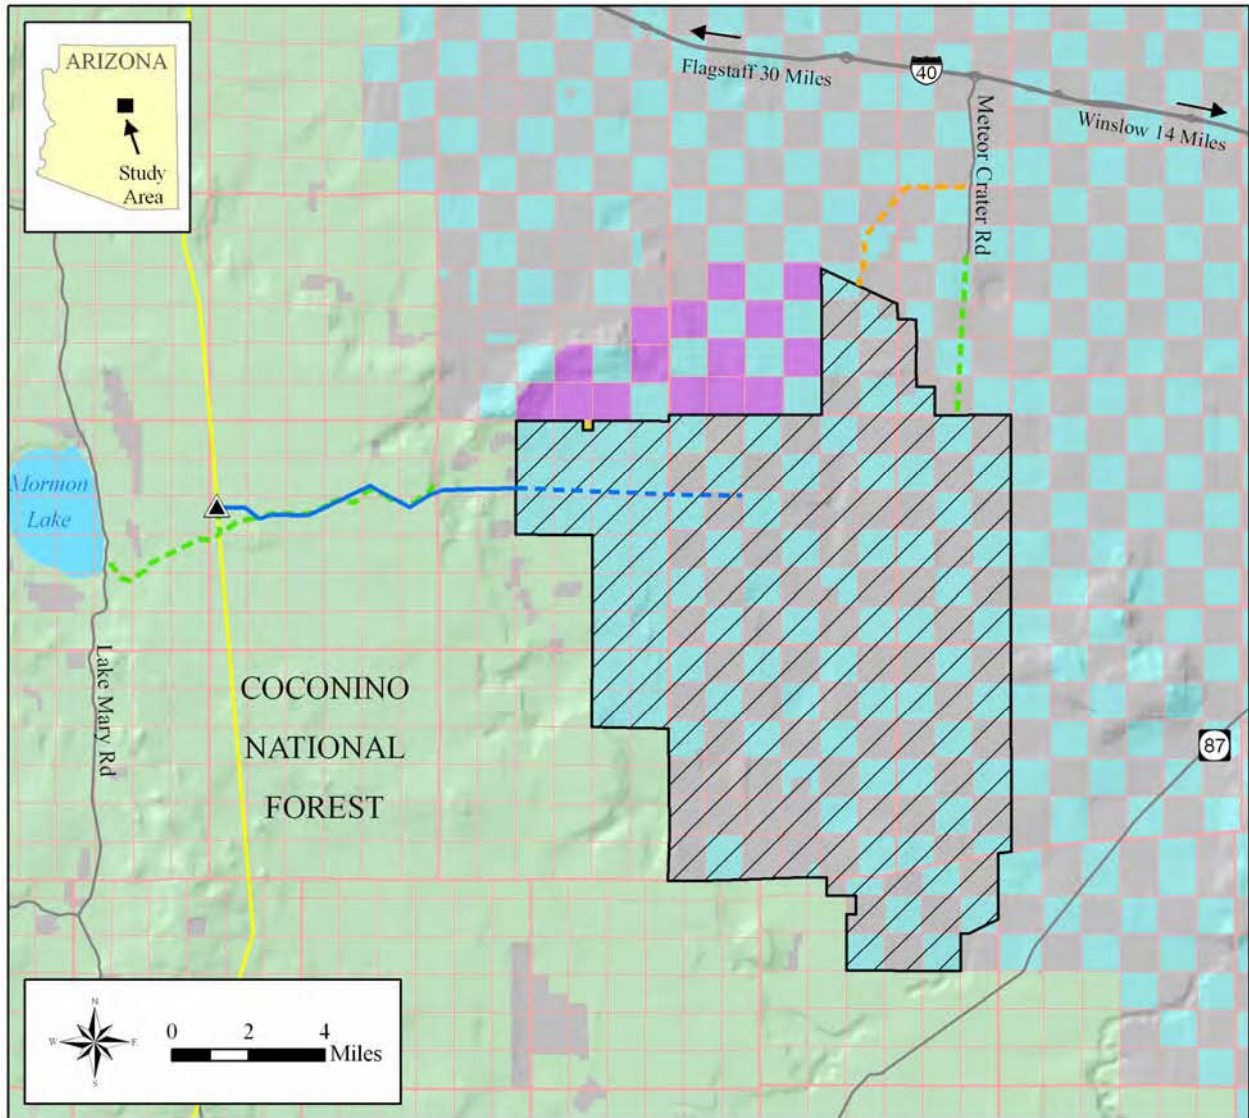 ARIZONA
Study
Area
Flagstaff 30 Miles
40
Winslow 14 Miles
Meteor Crater Rd
Mormon
Lake
Lake Mary Rd
COCONINO
NATIONAL
FOREST
87
N
W E
S
0 2 4
Miles